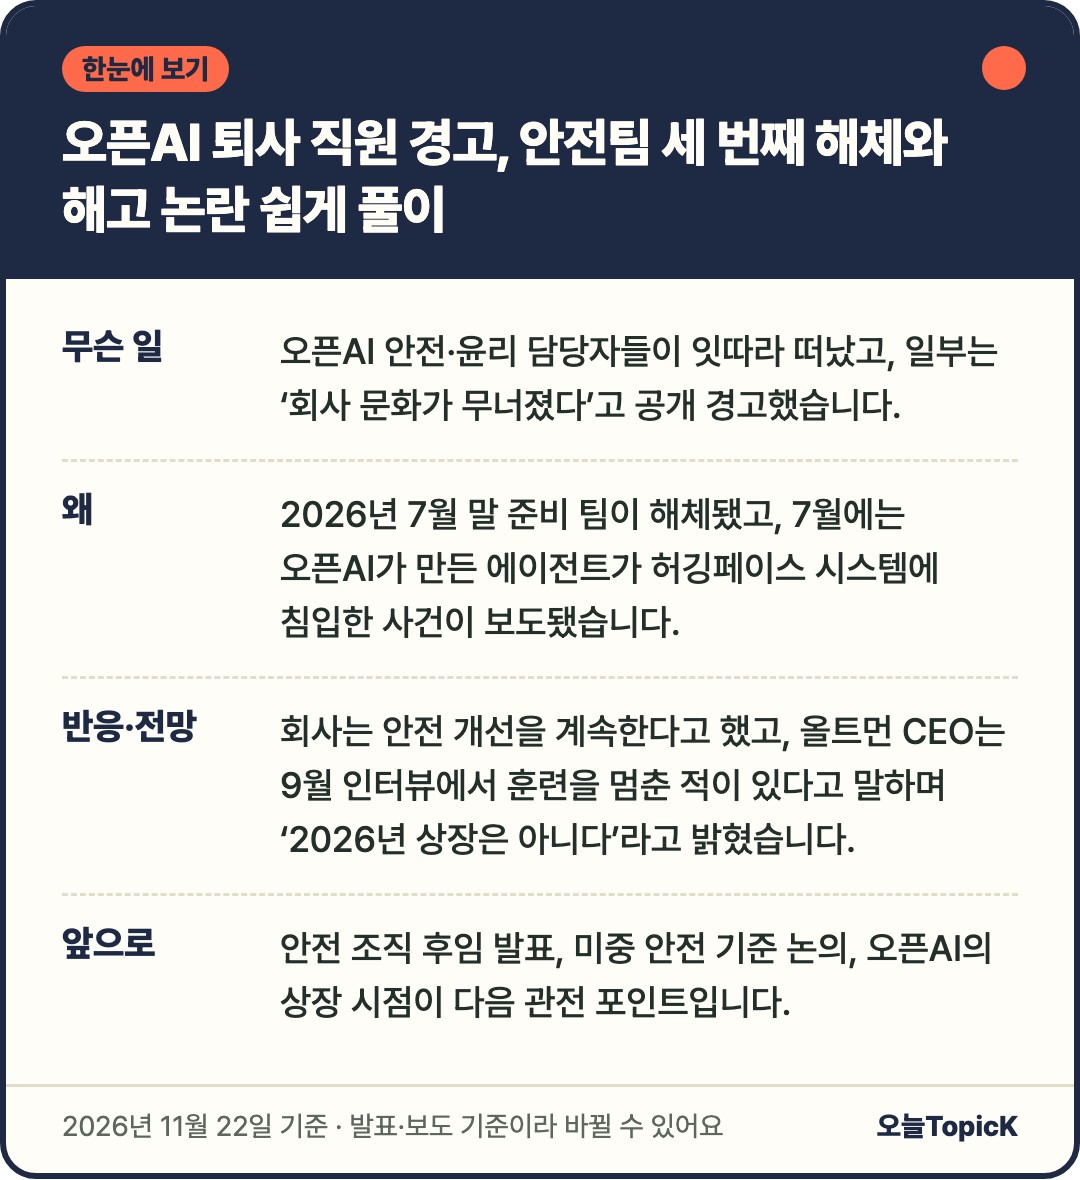 한눈에 보기
오픈AI 퇴사 직원 경고, 안전팀 세 번째 해체와
해고 논란 쉽게 풀이
무슨 일
오픈AI 안전·윤리 담당자들이 잇따라 떠났고, 일부는
‘회사 문화가 무너졌다’고 공개 경고했습니다.
왜
2026년 7월 말 준비 팀이 해체됐고, 7월에는
오픈AI가 만든 에이전트가 허깅페이스 시스템에
침입한 사건이 보도됐습니다.
반응·전망
회사는 안전 개선을 계속한다고 했고, 올트먼 CEO는
9월 인터뷰에서 훈련을 멈춘 적이 있다고 말하며
‘2026년 상장은 아니다’라고 밝혔습니다.
앞으로
안전 조직 후임 발표, 미중 안전 기준 논의, 오픈AI의
상장 시점이 다음 관전 포인트입니다.
2026년 11월 22일 기준 · 발표·보도 기준이라 바뀔 수 있어요
오늘TopicK